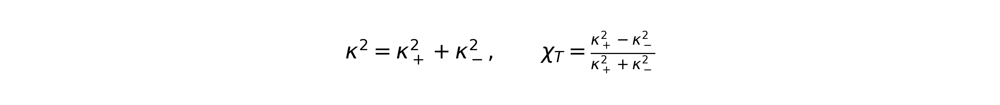 κ² = κ₊² + κ₋² ,  χ_T = (κ₊² − κ₋²)/(κ₊² + κ₋²)